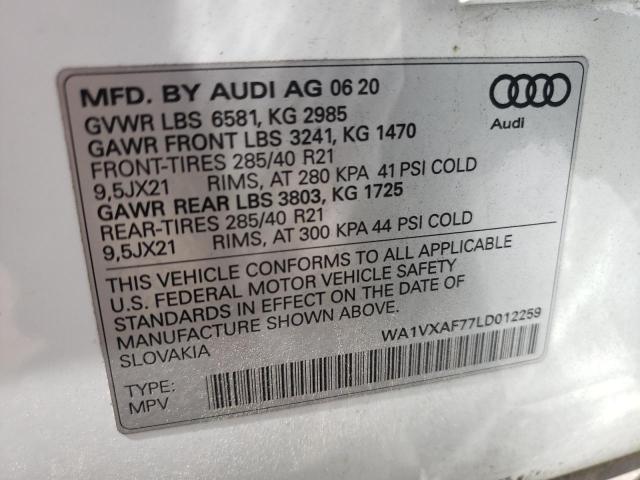 MFD. BY AUDI AG 06 20
GVWR LBS 6581, KG 2985
GAWR FRONT LBS 3241, KG 1470
FRONT-TIRES 285/40 R21
9,5JX21 RIMS, AT 280 KPA 41 PSI COLD
GAWR REAR LBS 3803, KG 1725
REAR-TIRES 285/40 R21
9,5JX21 RIMS, AT 300 KPA 44 PSI COLD
Audi
THIS VEHICLE CONFORMS TO ALL APPLICABLE
U.S. FEDERAL MOTOR VEHICLE SAFETY
STANDARDS IN EFFECT ON THE DATE OF
MANUFACTURE SHOWN ABOVE.
SLOVAKIA
WA1VXAF77LD012259
TYPE:
MPV